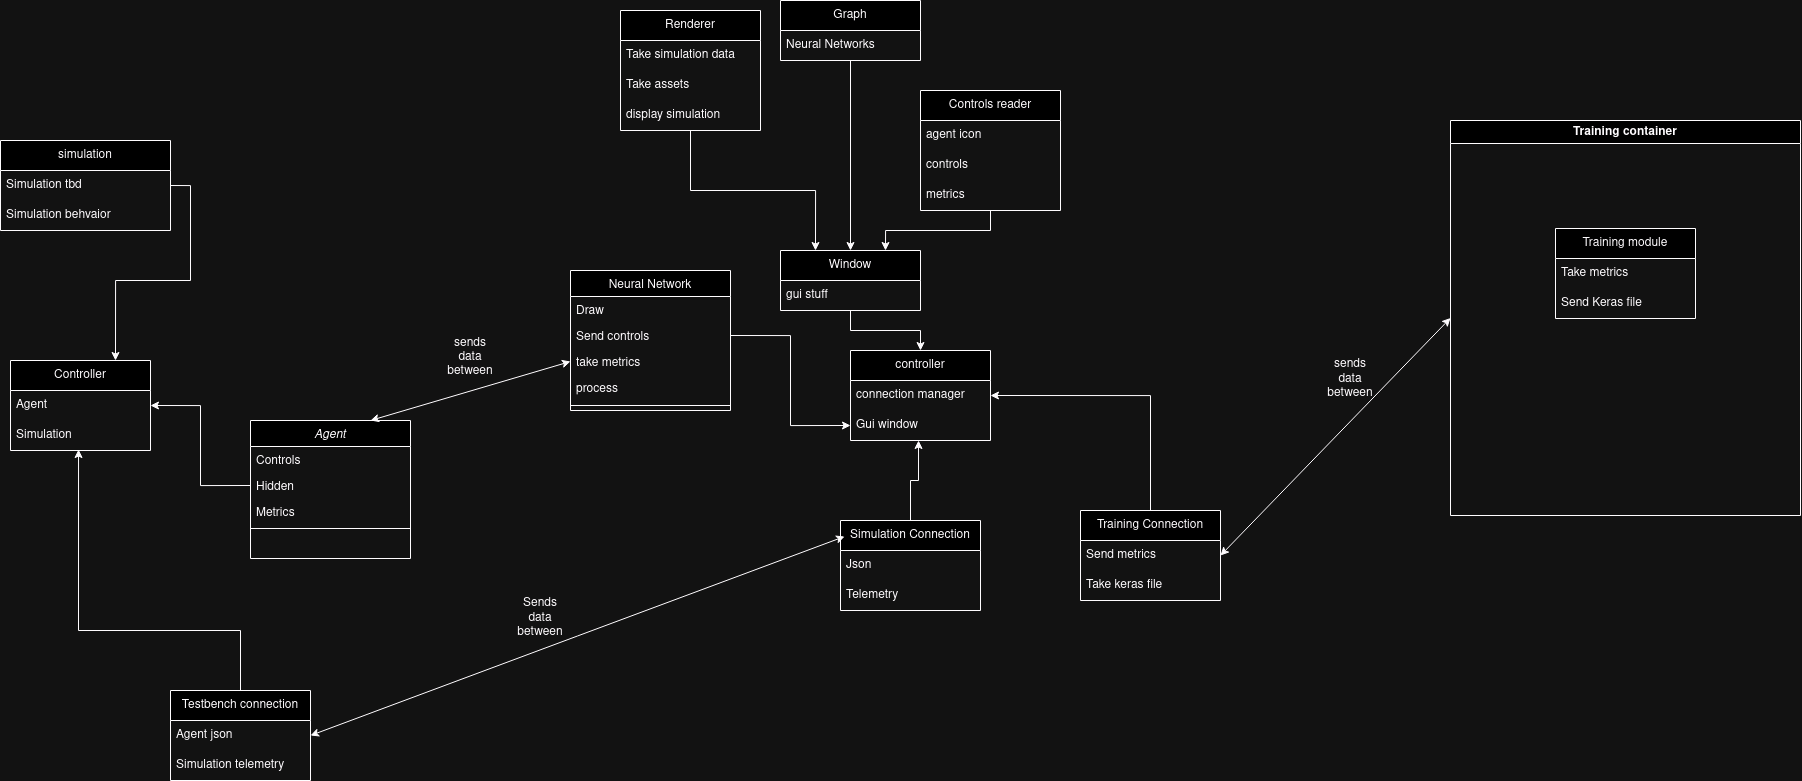 Renderer
Take simulation data
Take assets
display simulation
Graph
Neural Networks
Controls reader
agent icon
controls
metrics
Training container
Training module
Take metrics
Send Keras file
simulation
Simulation tbd
Simulation behvaior
Window
gui stuff
Neural Network
Draw
Send controls
take metrics
process
sends
data
between
Controller
Agent
Simulation
controller
connection manager
Gui window
sends
data
between
Agent
Controls
Hidden
Metrics
Simulation Connection
Json
Telemetry
Training Connection
Send metrics
Take keras file
Sends
data
between
Testbench connection
Agent json
Simulation telemetry